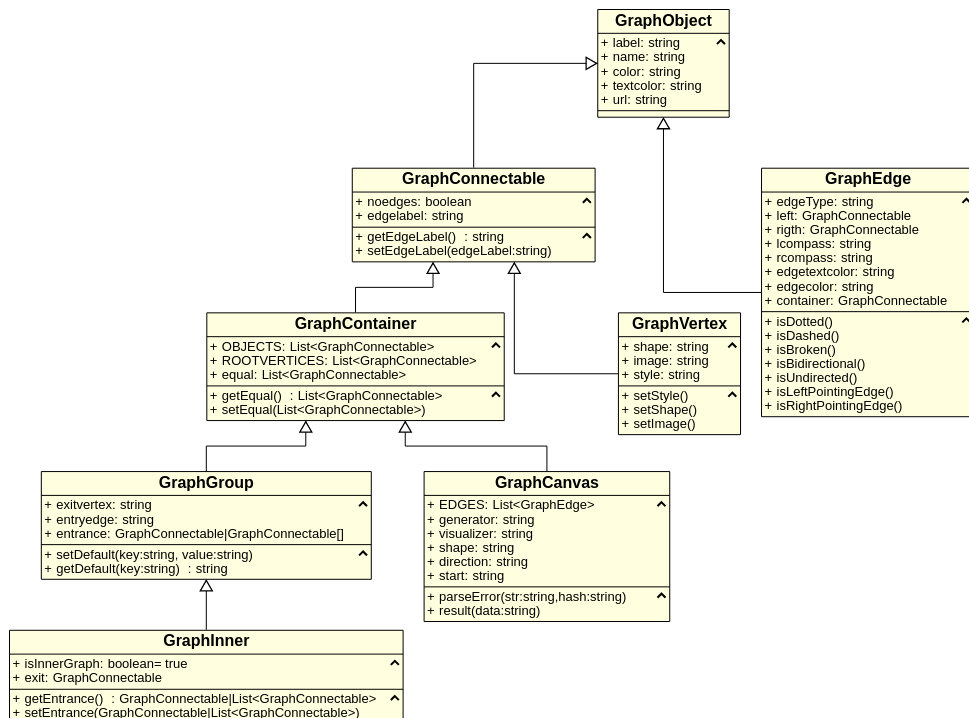 GraphObject
+ label: string
+ name: string
+ color: string
+ textcolor: string
+ url: string
GraphConnectable
+ noedges: boolean
+ edgelabel: string
+ getEdgeLabel() : string
+ setEdgeLabel(edgeLabel:string)
GraphEdge
+ edgeType: string
+ left: GraphConnectable
+ rigth: GraphConnectable
+ lcompass: string
+ rcompass: string
+ edgetextcolor: string
+ edgecolor: string
+ container: GraphConnectable
+ isDotted()
+ isDashed()
+ isBroken()
+ isBidirectional()
+ isUndirected()
+ isLeftPointingEdge()
+ isRightPointingEdge()
GraphContainer
+ OBJECTS: List<GraphConnectable>
+ ROOTVERTICES: List<GraphConnectable>
+ equal: List<GraphConnectable>
+ getEqual() : List<GraphConnectable>
+ setEqual(List<GraphConnectable>)
GraphVertex
+ shape: string
+ image: string
+ style: string
+ setStyle()
+ setShape()
+ setImage()
GraphGroup
+ exitvertex: string
+ entryedge: string
+ entrance: GraphConnectable|GraphConnectable[]
+ setDefault(key:string, value:string)
+ getDefault(key:string) : string
GraphCanvas
+ EDGES: List<GraphEdge>
+ generator: string
+ visualizer: string
+ shape: string
+ direction: string
+ start: string
+ parseError(str:string,hash:string)
+ result(data:string)
GraphInner
+ isInnerGraph: boolean= true
+ exit: GraphConnectable
+ getEntrance() : GraphConnectable|List<GraphConnectable>
+ setEntrance(GraphConnectable|List<GraphConnectable>)